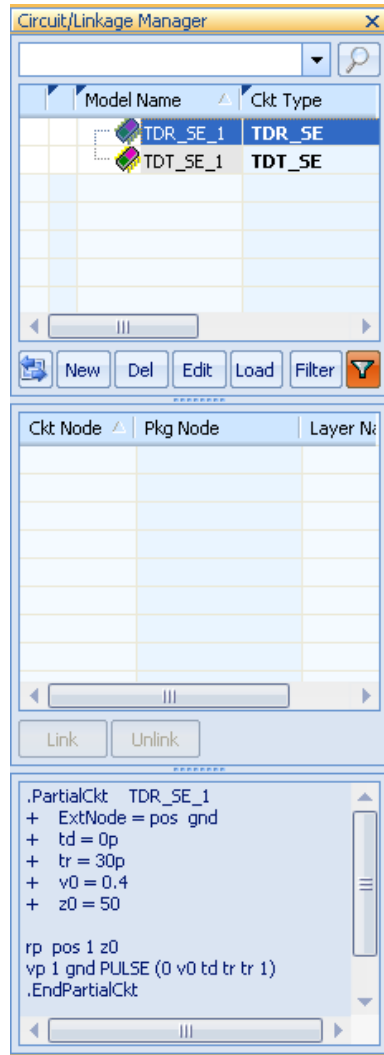 Circuit/Linkage Manager
Model Name Ckt Type
TDR_SE_1 TDR_SE
TDT_SE_1 TDT_SE
New Del Edit Load Filter
Ckt Node Pkg Node Layer Na
Link Unlink
.PartialCkt TDR_SE_1
+ ExtNode = pos gnd
+ td = 0p
+ tr = 30p
+ v0 = 0.4
+ z0 = 50
rp pos 1 z0
vp 1 gnd PULSE (0 v0 td tr tr 1)
.EndPartialCkt